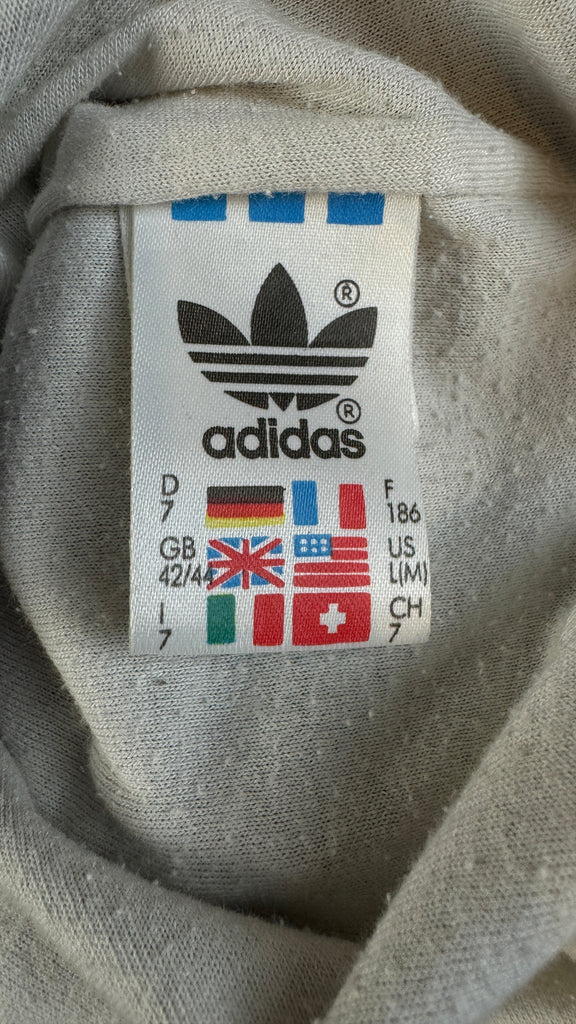 ®
®
adidas
D F
7 186
GB US
42/44 L(M)
I CH
7 7